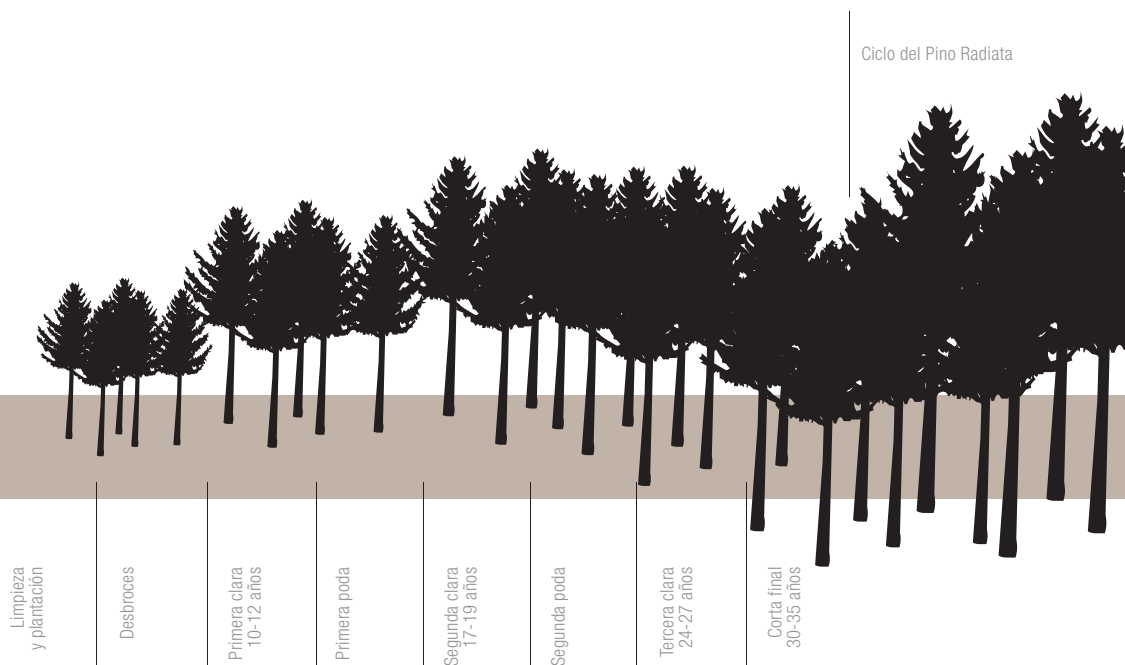 Ciclo del Pino Radiata
Limpieza
y plantación
Desbroces
Primera clara
10-12 años
Primera poda
Segunda clara
17-19 años
Segunda poda
Tercera clara
24-27 años
Corta final
30-35 años